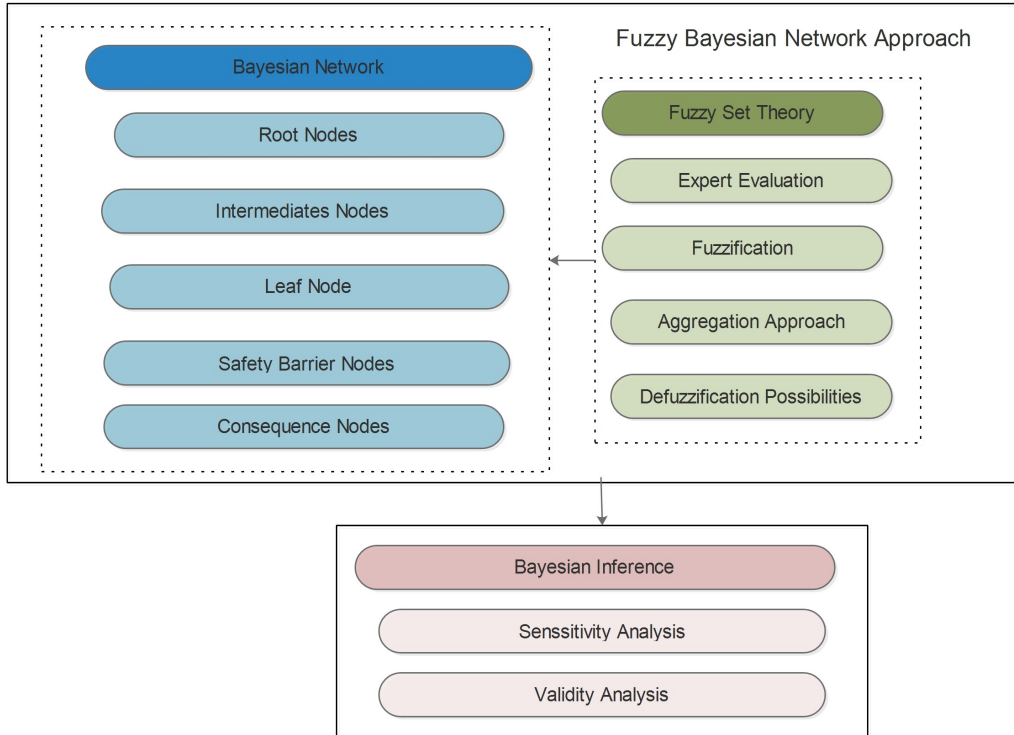 Fuzzy Bayesian Network Approach
Bayesian Network
Root Nodes
Intermediates Nodes
Leaf Node
Safety Barrier Nodes
Consequence Nodes
Fuzzy Set Theory
Expert Evaluation
Fuzzification
Aggregation Approach
Defuzzification Possibilities
Bayesian Inference
Senssitivity Analysis
Validity Analysis